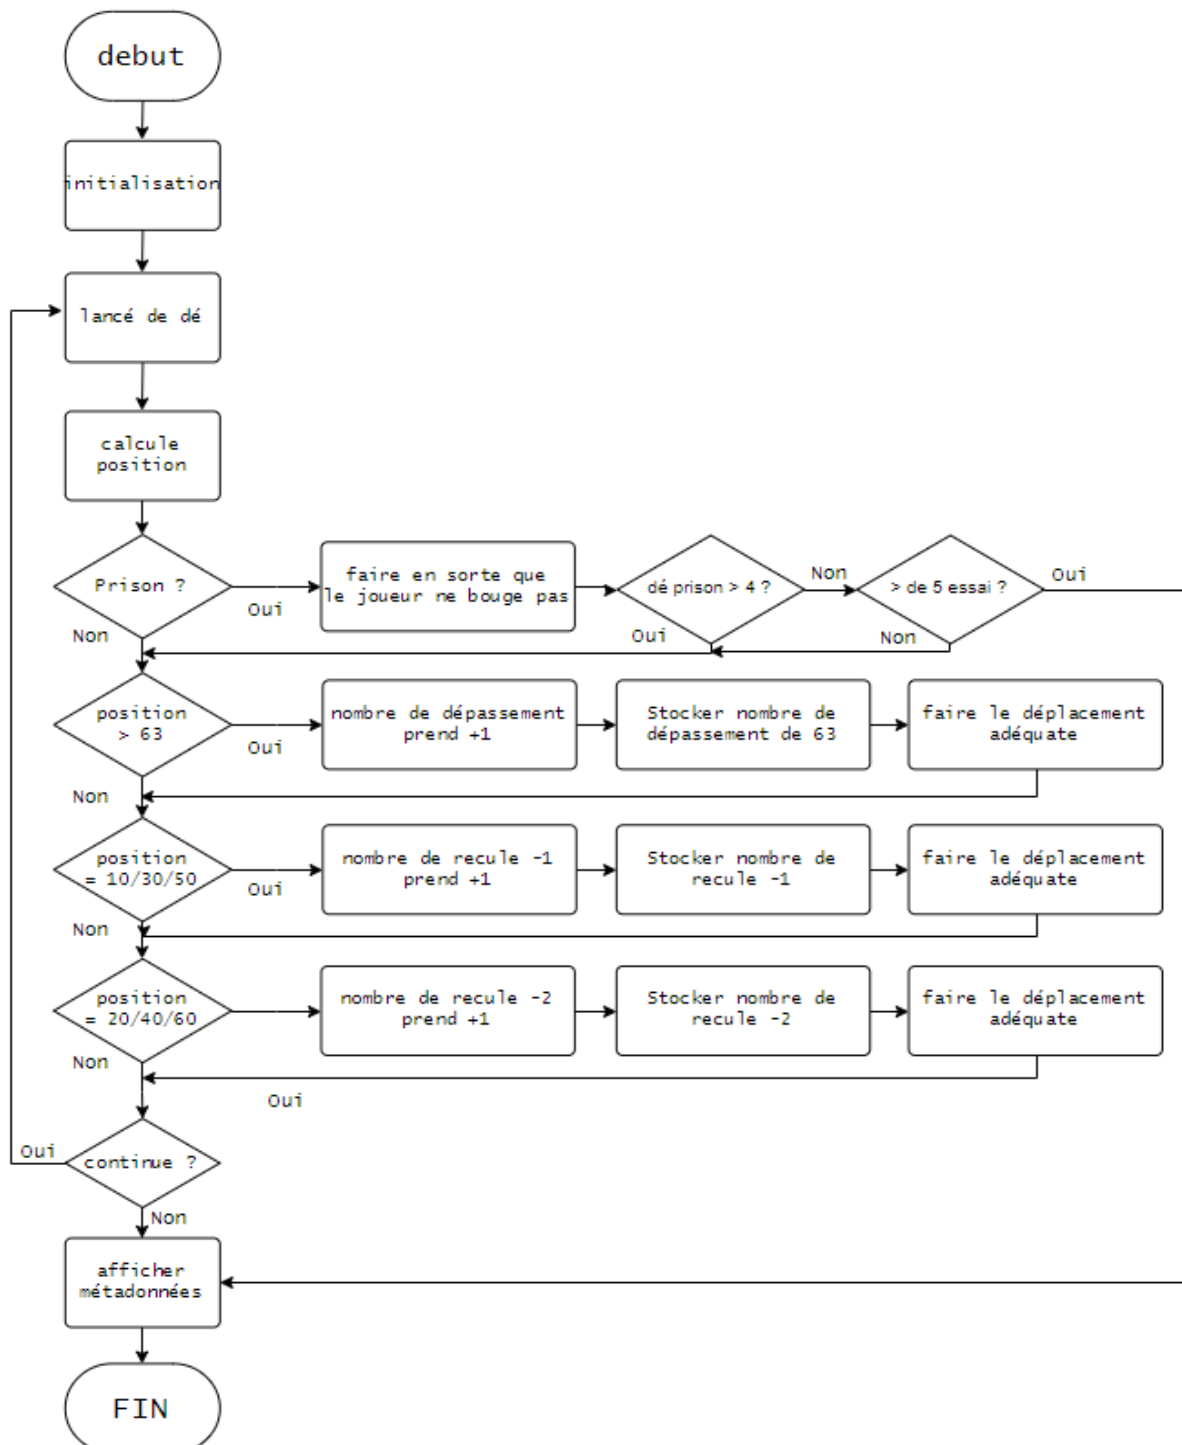 debut
initialisation
lancé de dé
calcule
position
Prison ?
Oui
Non
faire en sorte que
le joueur ne bouge pas
dé prison > 4 ?
Non
Oui
> de 5 essai ?
Oui
Non
position
> 63
Oui
Non
nombre de dépassement
prend +1
Stocker nombre de
dépassement de 63
faire le déplacement
adéquate
position
= 10/30/50
Oui
Non
nombre de recule -1
prend +1
Stocker nombre de
recule -1
faire le déplacement
adéquate
position
= 20/40/60
Non
nombre de recule -2
prend +1
Stocker nombre de
recule -2
faire le déplacement
adéquate
Oui
continue ?
Oui
Non
afficher
métadonnées
FIN